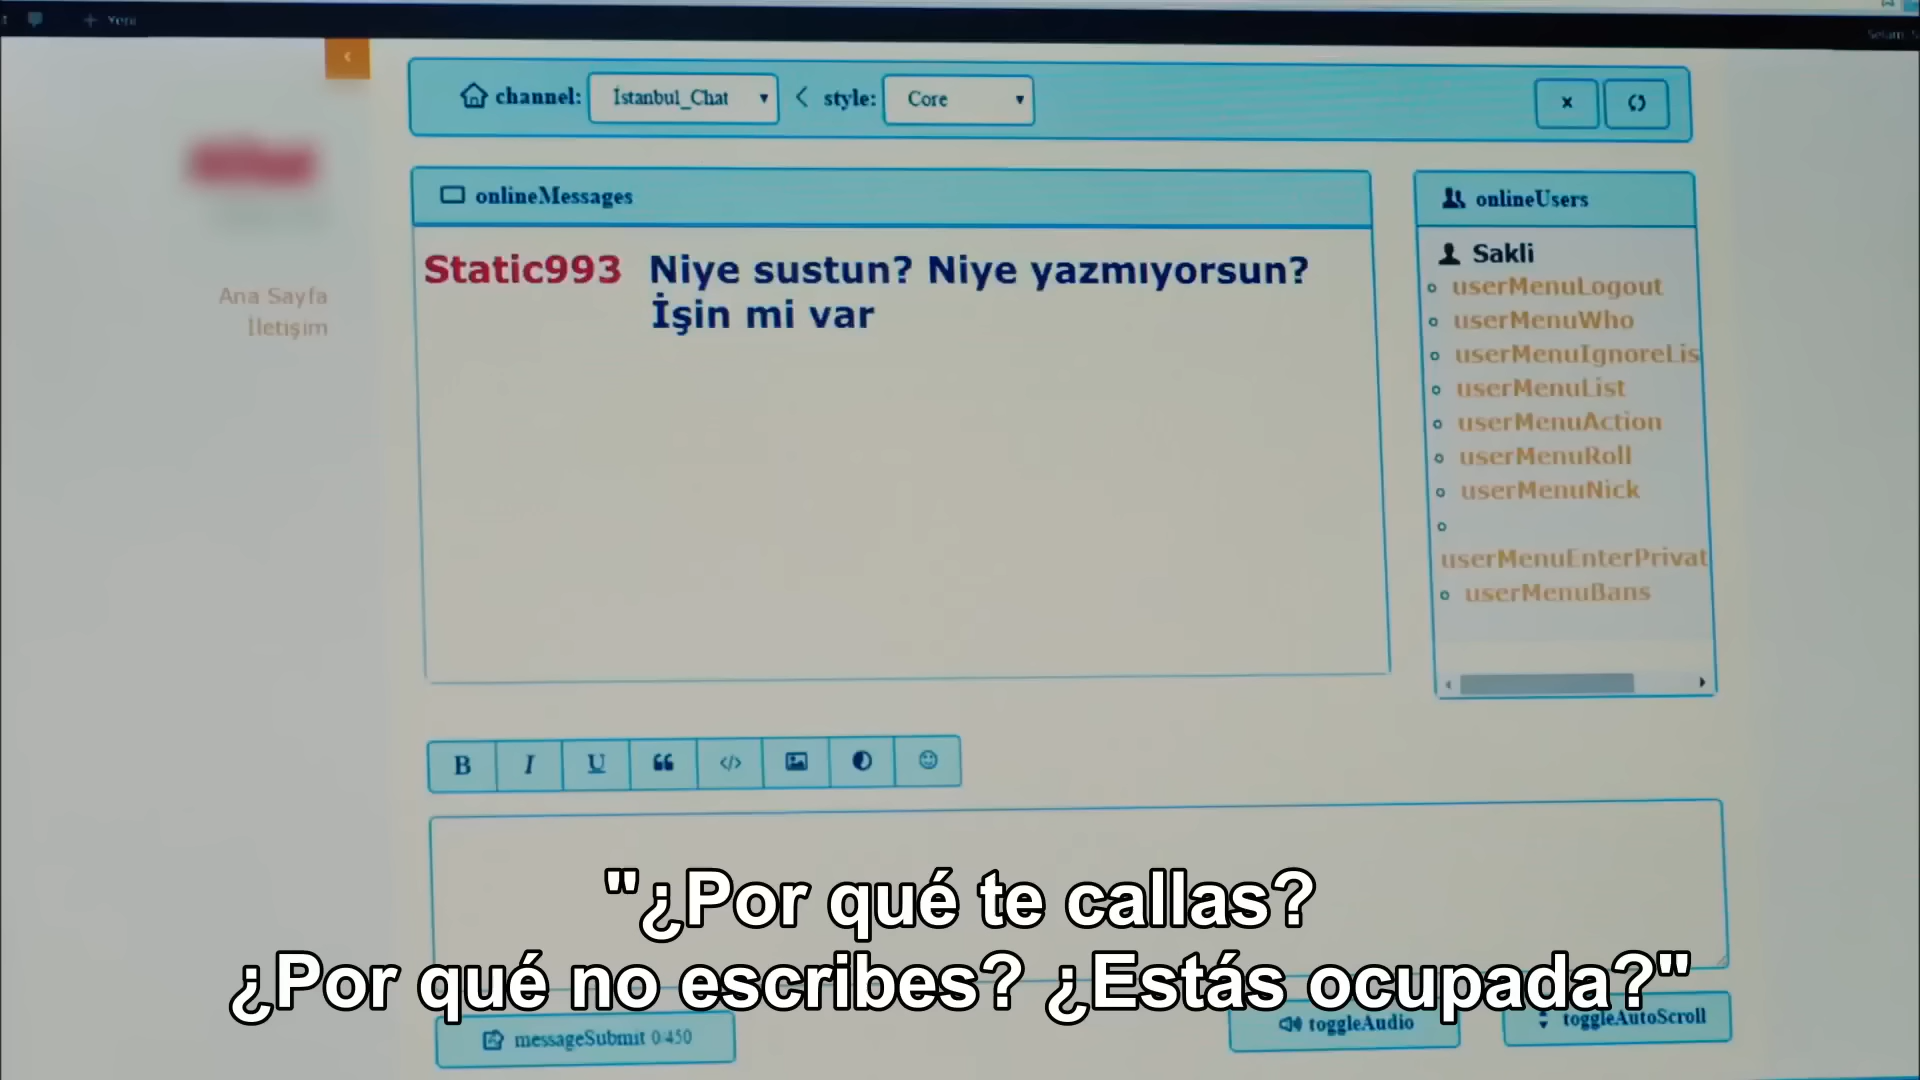 Yeni
Selam, S
channel:
İstanbul_Chat
style:
Core
onlineMessages
onlineUsers
Static993 Niye sustun? Niye yazmıyorsun?
İşin mi var
Sakli
userMenuLogout
userMenuWho
userMenuIgnoreLis
userMenuList
userMenuAction
userMenuRoll
userMenuNick
userMenuEnterPrivat
userMenuBans
Ana Sayfa
İletişim
B I U
"¿Por qué te callas?
¿Por qué no escribes? ¿Estás ocupada?"
messageSubmit 0/450
toggleAudio
toggleAutoScroll